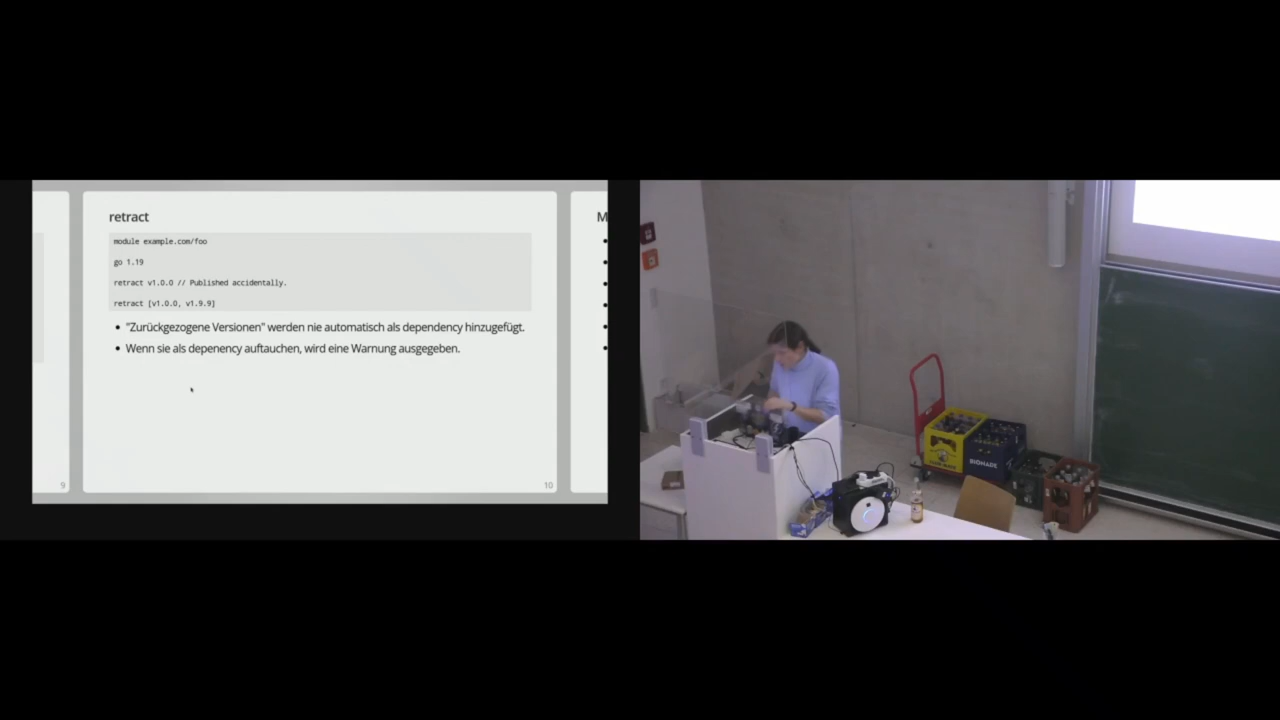 retract
module example.com/foo
go 1.19
retract v1.0.0 // Published accidentally.
retract [v1.0.0, v1.9.9]
• "Zurückgezogene Versionen" werden nie automatisch als dependency hinzugefügt.
• Wenn sie als depenency auftauchen, wird eine Warnung ausgegeben.
9
10
M
BIONADE